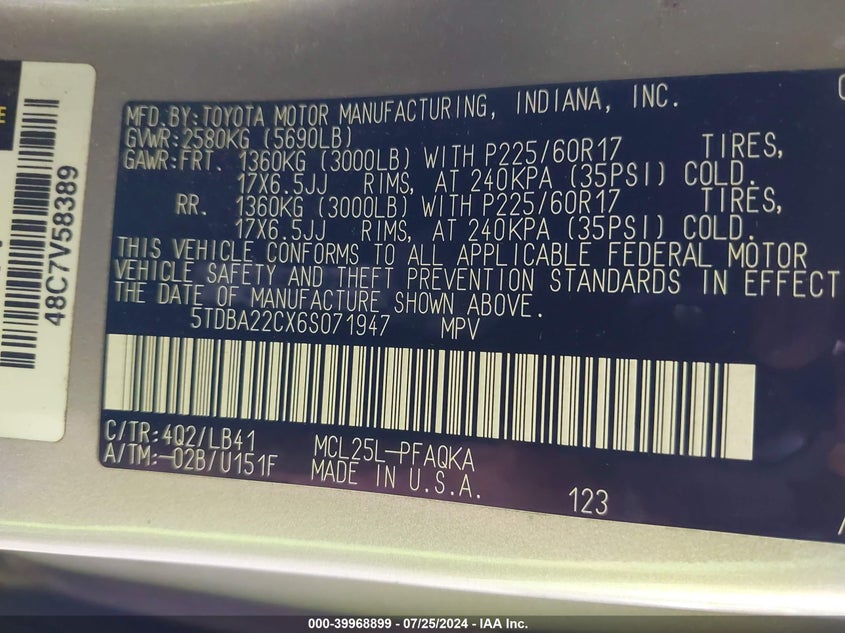 MFD.BY:TOYOTA MOTOR MANUFACTURING, INDIANA, INC.
GVWR:2580KG (5690LB)
GAWR:FRT. 1360KG (3000LB) WITH P225/60R17 TIRES,
17X6.5JJ RIMS, AT 240KPA (35PSI) COLD.
RR. 1360KG (3000LB) WITH P225/60R17 TIRES,
17X6.5JJ RIMS, AT 240KPA (35PSI) COLD.
THIS VEHICLE CONFORMS TO ALL APPLICABLE FEDERAL MOTOR
VEHICLE SAFETY AND THEFT PREVENTION STANDARDS IN EFFECT
THE DATE OF MANUFACTURE SHOWN ABOVE.
5TDBA22CX6S071947 MPV
C/TR:4Q2/LB41 MCL25L-PFAQKA
A/TM:-02B/U151F MADE IN U.S.A.
123
48C7V58389
000-39968899 / 07/25/2024 - IAA Inc.